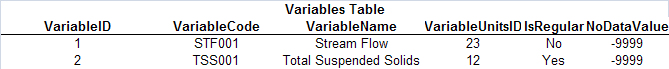 Variables Table
VariableID VariableCode VariableName VariableUnitsID IsRegular NoDataValue
1 STF001 Stream Flow 23 No -9999
2 TSS001 Total Suspended Solids 12 Yes -9999